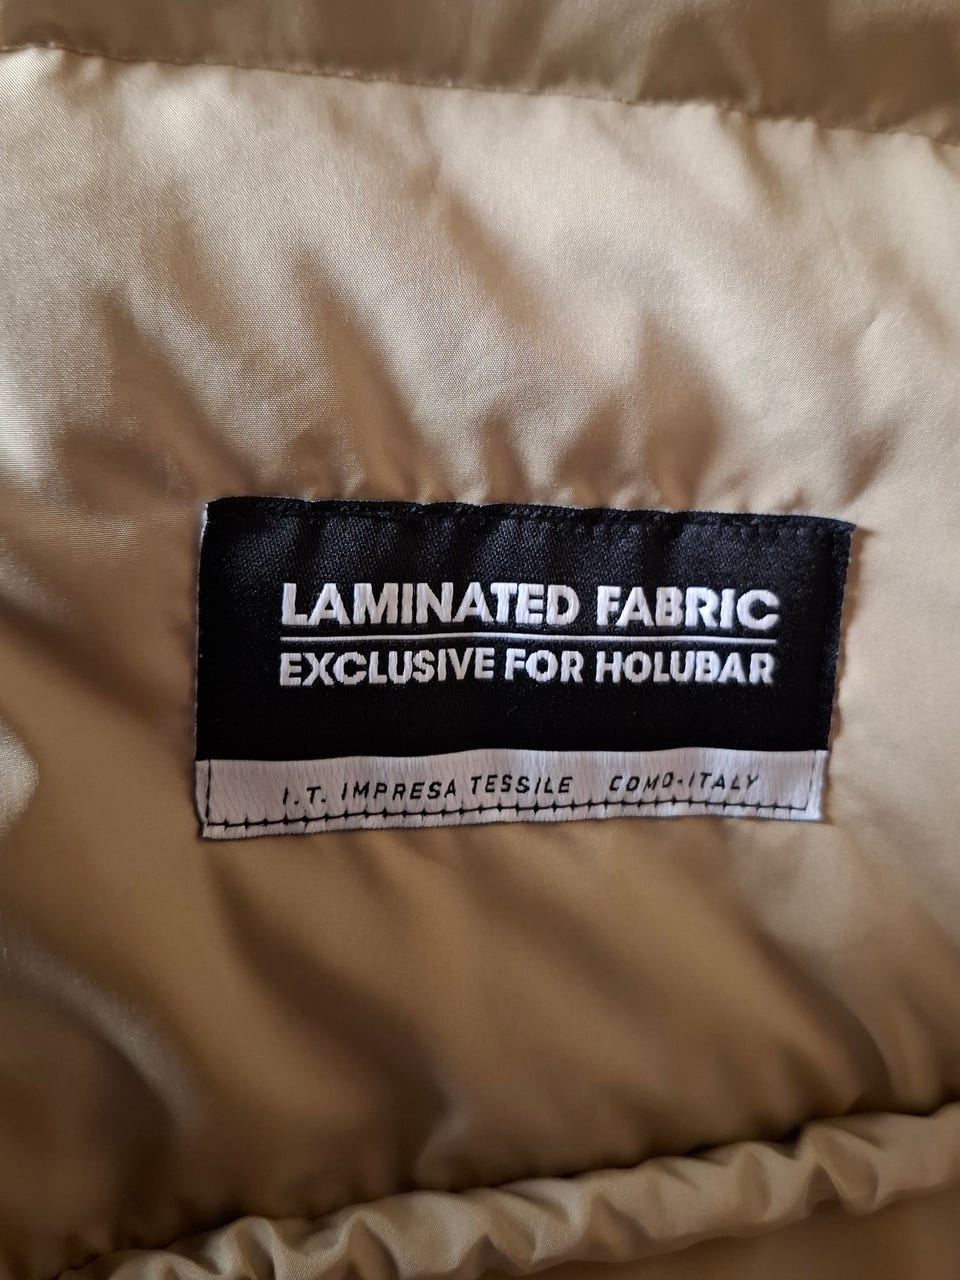 LAMINATED FABRIC
EXCLUSIVE FOR HOLUBAR
I.T. IMPRESA TESSILE COMO-ITALY